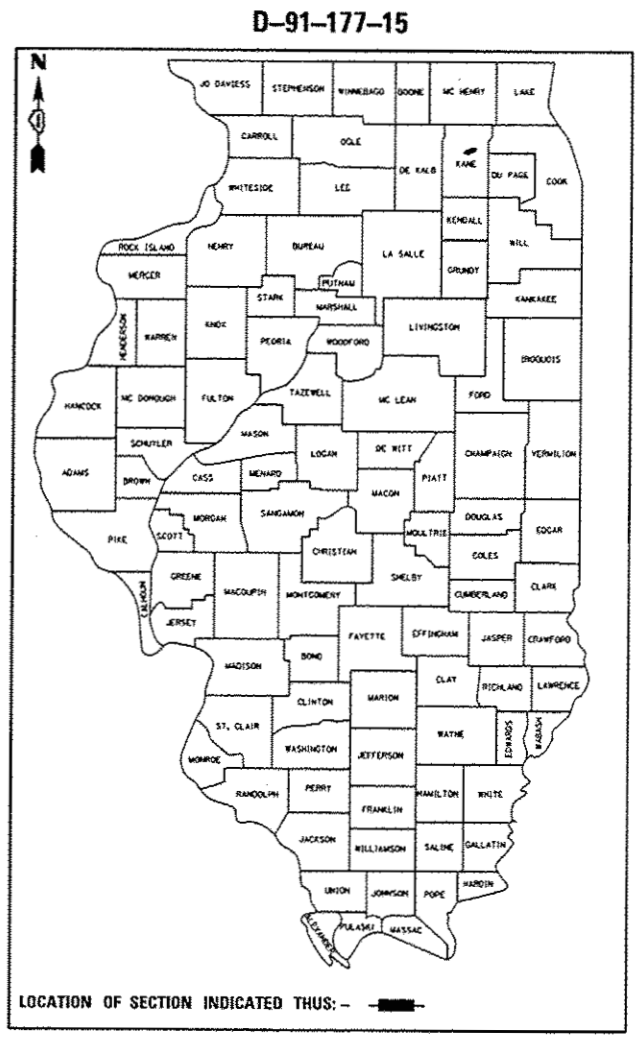 D-91-177-15
N
JO DAVIESS STEPHENSON WINNEBAGO BOONE MC HENRY LAKE
CARROLL OGLE DE KALB KANE DU PAGE COOK
WHITESIDE LEE
KENDALL
ROCK ISLAND HENRY BUREAU LA SALLE GRUNDY WILL
MERCER PUTNAM
STARK MARSHALL KANKAKEE
HENDERSON WARREN KNOX PEORIA WOODFORD LIVINGSTON IROQUOIS
HANCOCK MC DONOUGH FULTON TAZEWELL MC LEAN FORD
MASON
SCHUYLER LOGAN DE WITT CHAMPAIGN VERMILION
ADAMS BROWN CASS MENARD PIATT
MACON
MORGAN SANGAMON DOUGLAS EDGAR
PIKE SCOTT CHRISTIAN MOULTRIE COLES
GREENE MACOUPIN MONTGOMERY SHELBY CUMBERLAND CLARK
CALHOUN JERSEY
FAYETTE EFFINGHAM JASPER CRAWFORD
MADISON BOND
CLAY RICHLAND LAWRENCE
CLINTON MARION
ST. CLAIR WAYNE EDWARDS WABASH
WASHINGTON JEFFERSON
MONROE
RANDOLPH PERRY HAMILTON WHITE
FRANKLIN
JACKSON WILLIAMSON SALINE GALLATIN
UNION JOHNSON POPE HARDIN
ALEXANDER PULASKI MASSAC
LOCATION OF SECTION INDICATED THUS:-